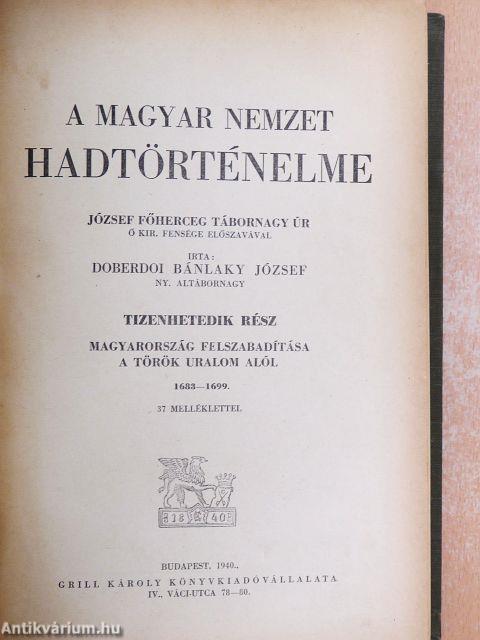 A MAGYAR NEMZET
HADTÖRTÉNELME
JÓZSEF FŐHERCEG TÁBORNAGY ÚR
Ő KIR. FENSÉGE ELŐSZAVÁVAL
IRTA:
DOBERDOI BÁNLAKY JÓZSEF
NY. ALTÁBORNAGY
TIZENHETEDIK RÉSZ
MAGYARORSZÁG FELSZABADÍTÁSA
A TÖRÖK URALOM ALÓL
1683—1699.
37 MELLÉKLETTEL
18 40
BUDAPEST, 1940.,
GRILL KÁROLY KÖNYVKIADÓVÁLLALATA
IV., VÁCI-UTCA 78—80.
Antikvárium.hu